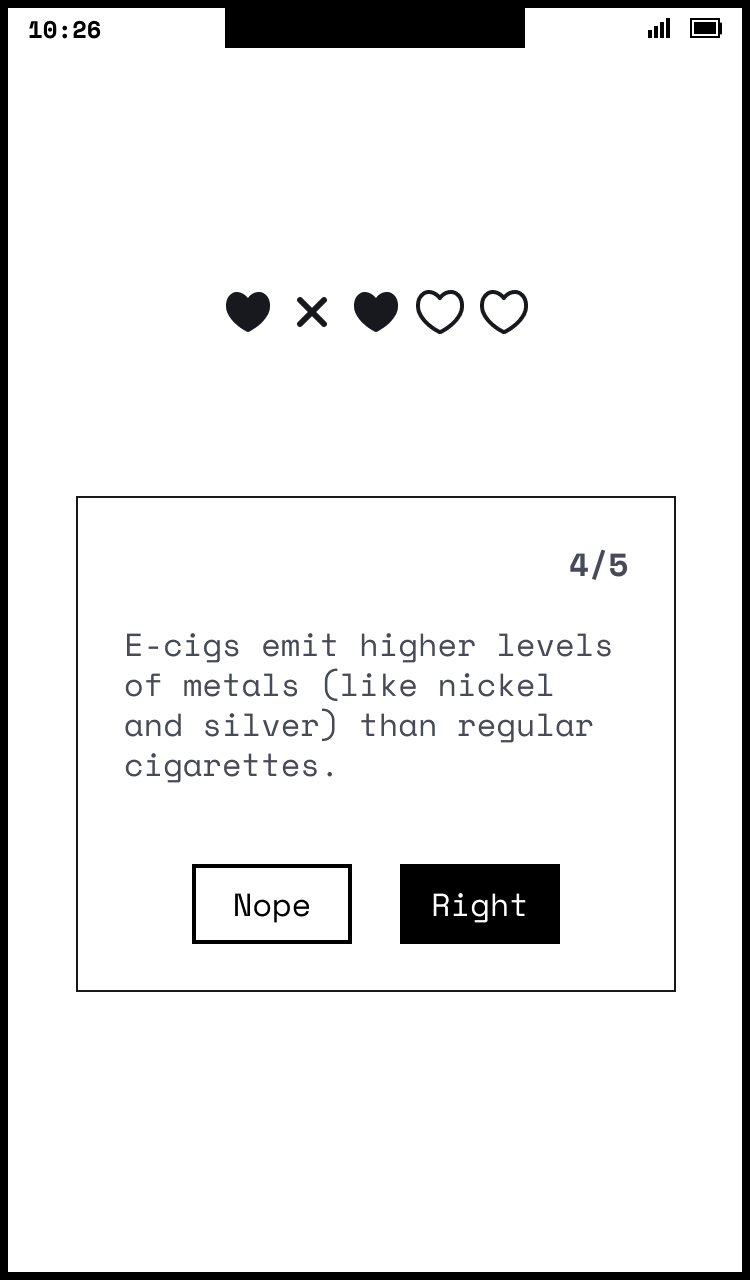 10:26
4/5
E-cigs emit higher levels
of metals (like nickel
and silver) than regular
cigarettes.
Nope
Right